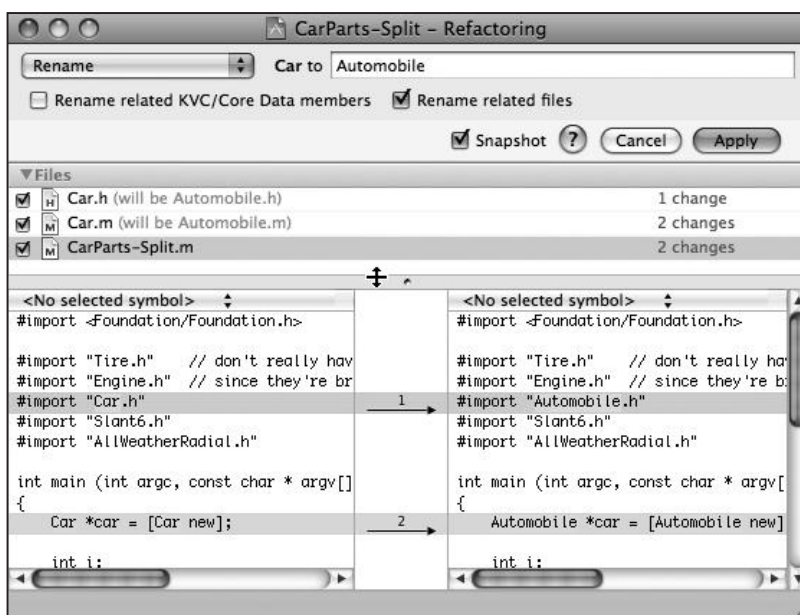 CarParts-Split – Refactoring
Rename Car to Automobile
Rename related KVC/Core Data members Rename related files
Snapshot ? Cancel Apply
Files
H Car.h (will be Automobile.h) 1 change
M Car.m (will be Automobile.m) 2 changes
M CarParts-Split.m 2 changes
<No selected symbol>
#import <Foundation/Foundation.h>
#import "Tire.h" // don't really hav
#import "Engine.h" // since they're br
#import "Car.h"
#import "Slant6.h"
#import "AllWeatherRadial.h"
int main (int argc, const char * argv[]
{
Car *car = [Car new];
int i;
1
2
<No selected symbol>
#import <Foundation/Foundation.h>
#import "Tire.h" // don't really ha
#import "Engine.h" // since they're b
#import "Automobile.h"
#import "Slant6.h"
#import "AllWeatherRadial.h"
int main (int argc, const char * argv[
{
Automobile *car = [Automobile new]
int i;